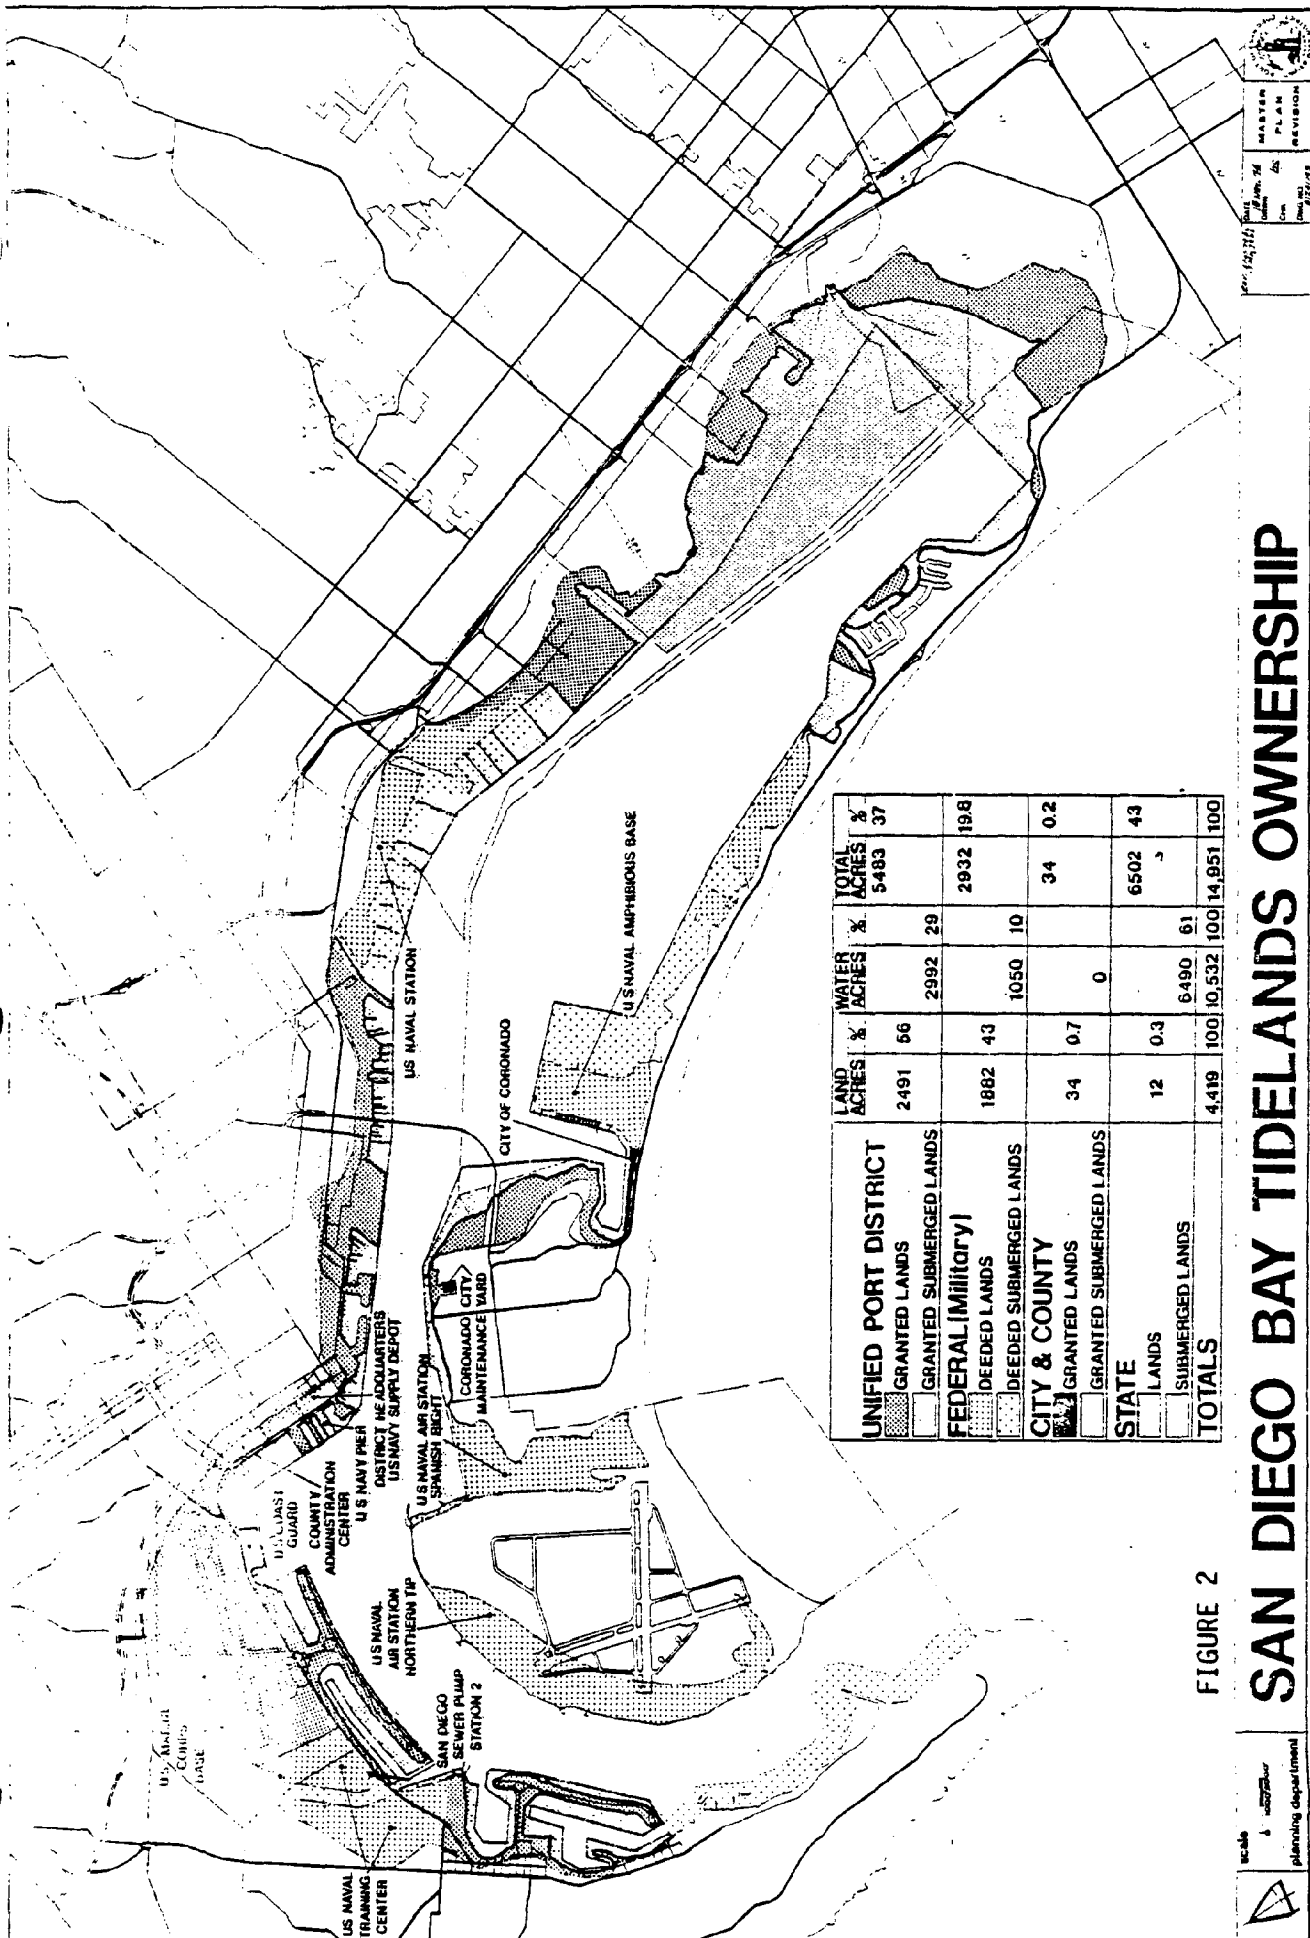 US NAVAL
TRAINING
CENTER
U S
CORPS
BASE
SAN DIEGO
SEWER PUMP
STATION 2
U S NAVAL
AIR STATION
NORTHERN TIP
U S COAST
GUARD
COUNTY
ADMINISTRATION
CENTER
U S NAVY PIER
DISTRICT HEADQUARTERS
U S NAVY SUPPLY DEPOT
U S NAVAL AIR STATION
SPANISH BIGHT
CORONADO CITY
MAINTENANCE YARD
CITY OF CORONADO
US NAVAL STATION
U S NAVAL AMPHIBIOUS BASE
LAND ACRES % WATER ACRES % TOTAL ACRES %
UNIFIED PORT DISTRICT 5483 37
GRANTED LANDS 2491 56
GRANTED SUBMERGED LANDS 2992 29
FEDERAL (Military) 2932 19.8
DEEDED LANDS 1882 43
DEEDED SUBMERGED LANDS 1050 10
CITY & COUNTY 34 0.2
GRANTED LANDS 34 0.7
GRANTED SUBMERGED LANDS 0
STATE 6502 43
LANDS 12 0.3
SUBMERGED LANDS 6490 61
TOTALS 4,419 100 10,532 100 14,951 100
FIGURE 2
scale
planning department
SAN DIEGO BAY TIDELANDS OWNERSHIP
DATE
MASTER
PLAN
REVISION